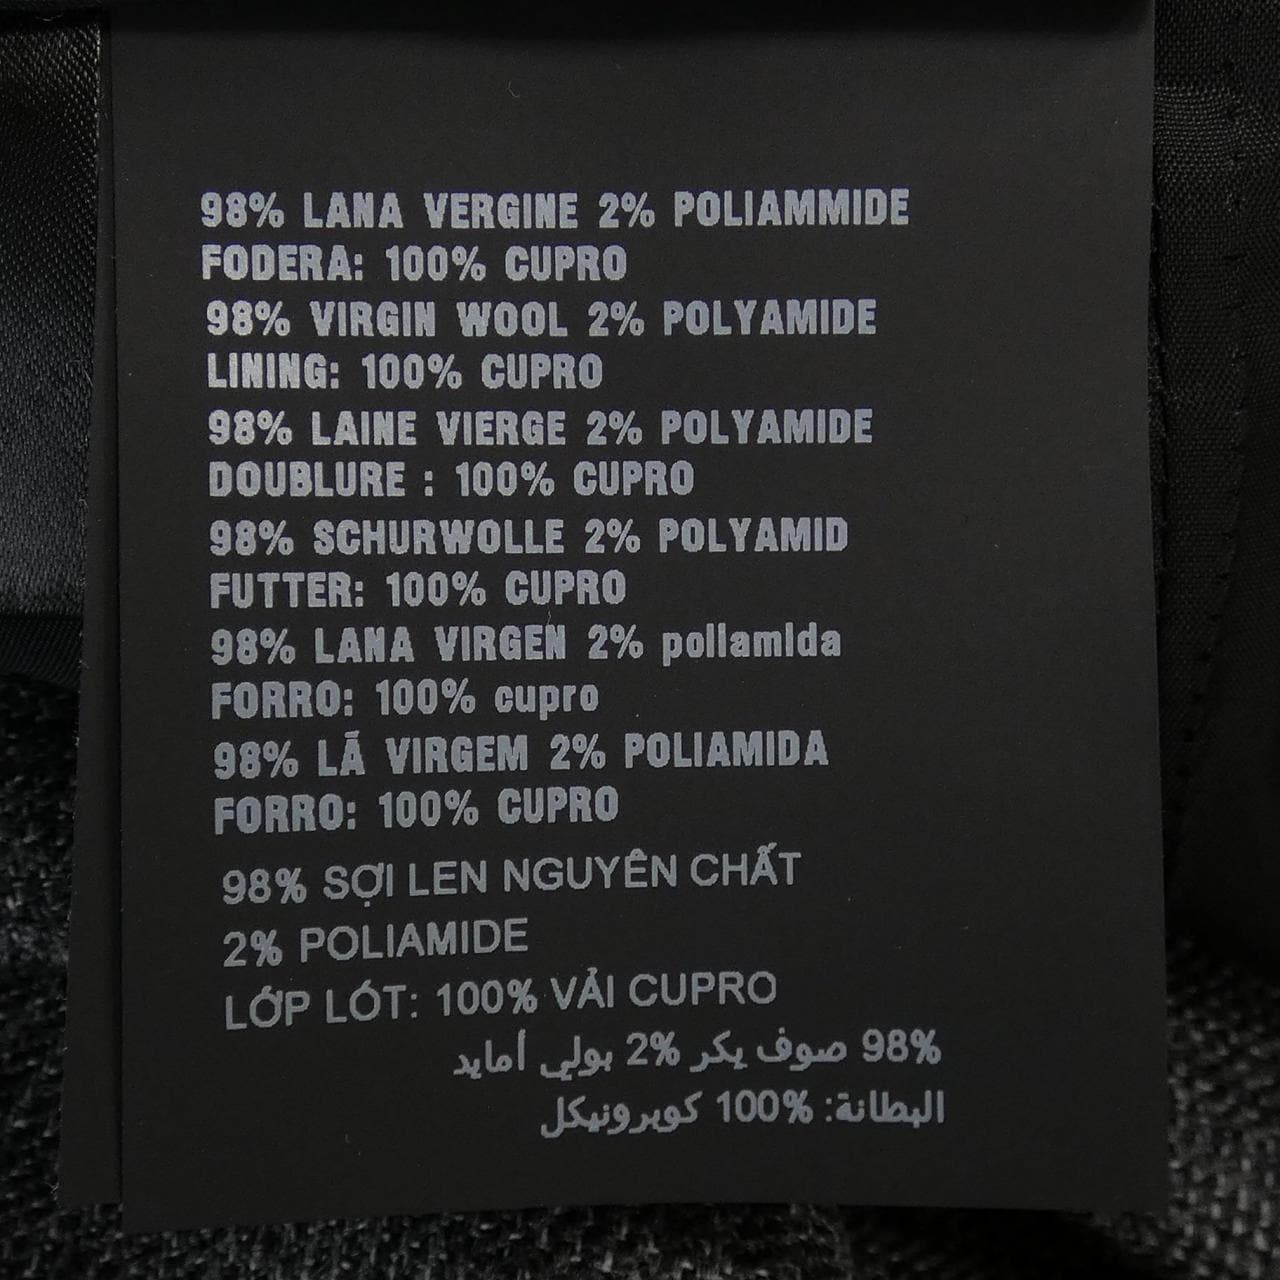 98% LANA VERGINE 2% POLIAMMIDE
FODERA: 100% CUPRO
98% VIRGIN WOOL 2% POLYAMIDE
LINING: 100% CUPRO
98% LAINE VIERGE 2% POLYAMIDE
DOUBLURE : 100% CUPRO
98% SCHURWOLLE 2% POLYAMID
FUTTER: 100% CUPRO
98% LANA VIRGEN 2% poliamida
FORRO: 100% cupro
98% LÃ VIRGEM 2% POLIAMIDA
FORRO: 100% CUPRO
98% SỢI LEN NGUYÊN CHẤT
2% POLIAMIDE
LỚP LÓT: 100% VẢI CUPRO
98% صوف بكر 2% بولي أمايد
البطانة: 100% كوبرونيكل